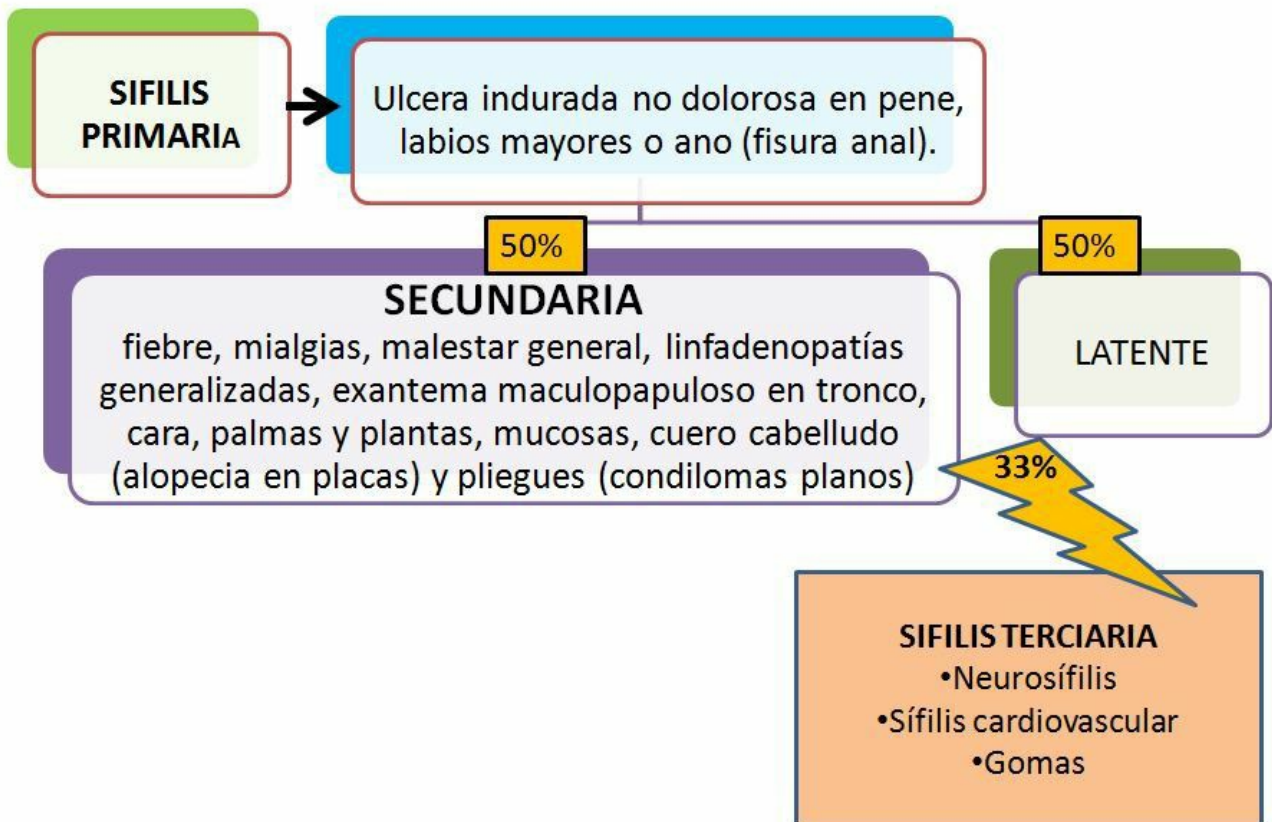 SIFILIS
PRIMARIA
Ulcera indurada no dolorosa en pene,
labios mayores o ano (fisura anal).
50%
50%
SECUNDARIA
fiebre, mialgias, malestar general, linfadenopatías
generalizadas, exantema maculopapuloso en tronco,
cara, palmas y plantas, mucosas, cuero cabelludo
(alopecia en placas) y pliegues (condilomas planos)
LATENTE
33%
SIFILIS TERCIARIA
•Neurosífilis
•Sífilis cardiovascular
•Gomas